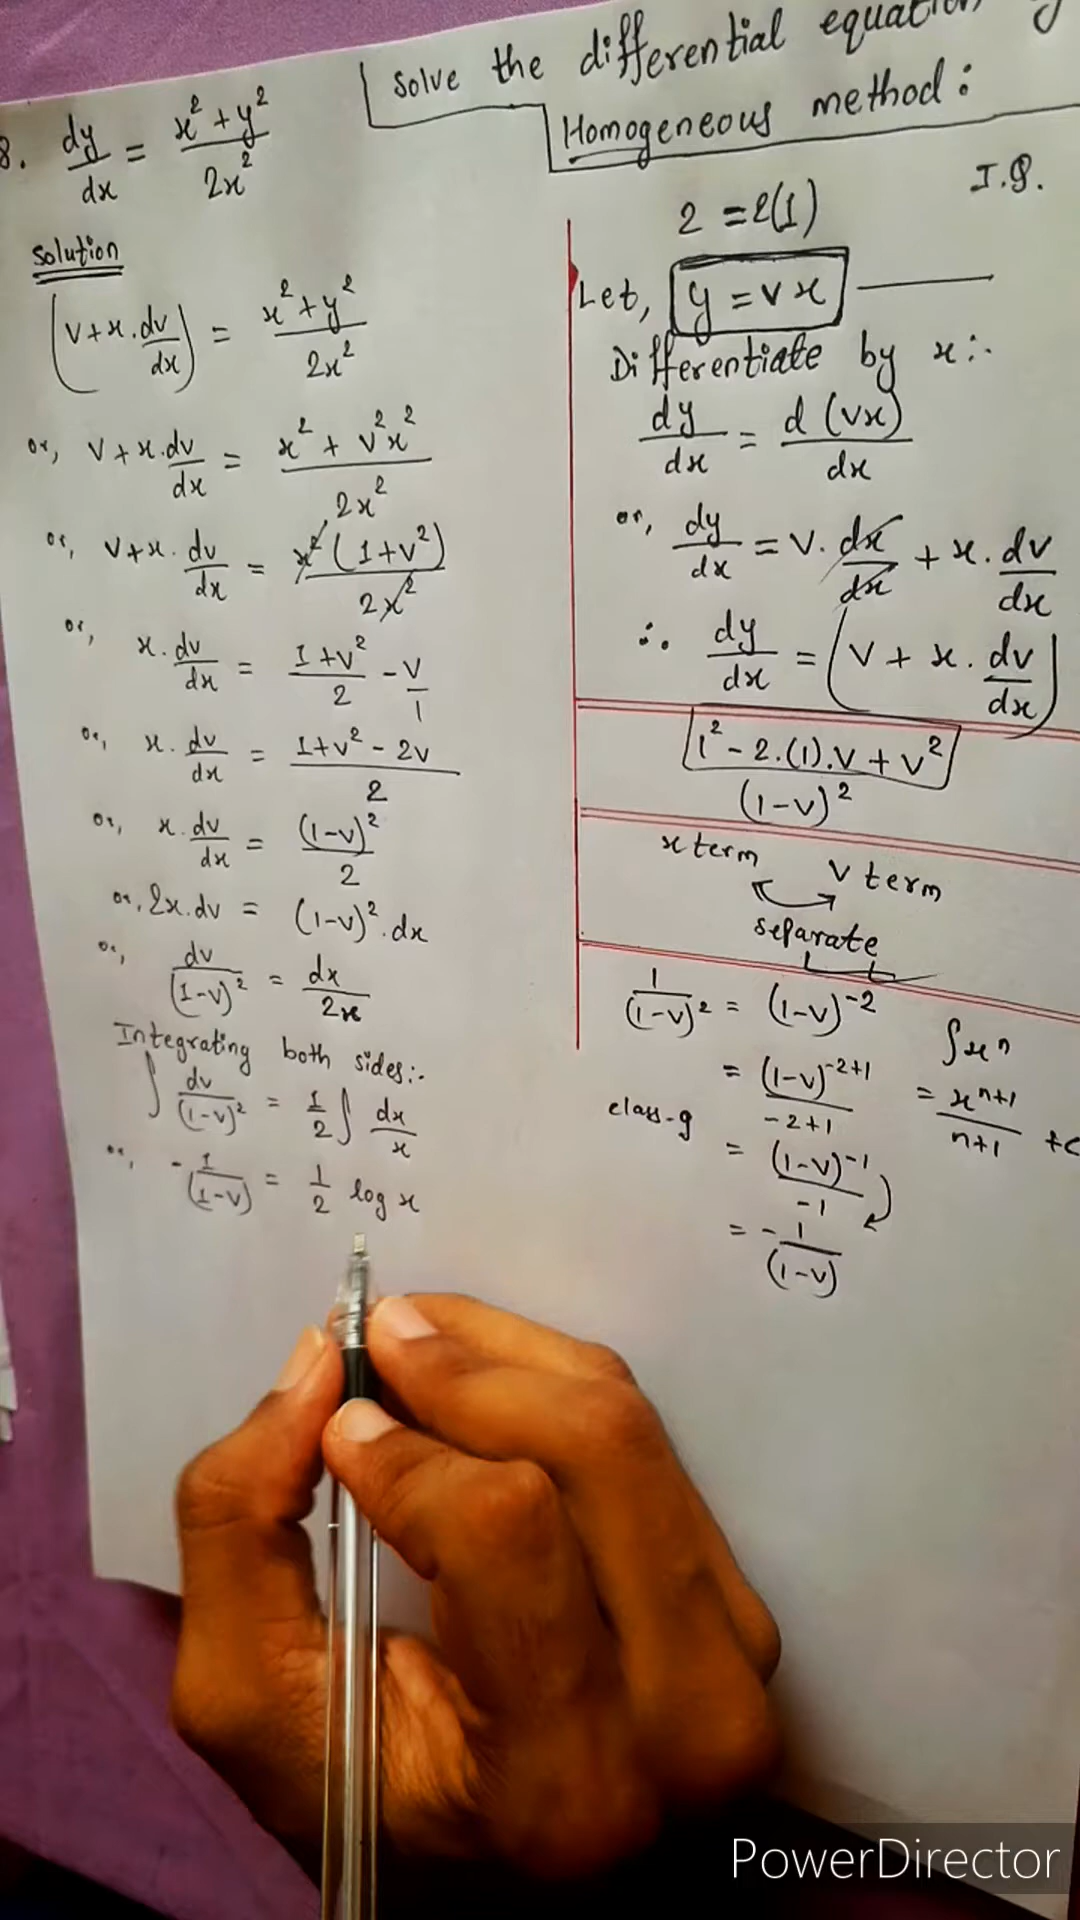 Solve the differential equation
Homogeneous method:
8. dy/dx = x²+y²/2x²
I.Q.
Solution
(v+x.dv/dx) = x²+y²/2x²
or, v+x.dv/dx = x² + v²x²/2x²
or, v+x.dv/dx = x²(1+v²)/2x²
or, x.dv/dx = 1+v²/2 - v/1
or, x.dv/dx = 1+v²-2v/2
or, x.dv/dx = (1-v)²/2
or, 2x.dv = (1-v)².dx
or, dv/(1-v)² = dx/2x
Integrating both sides:-
∫ dv/(1-v)² = 1/2 ∫ dx/x
or, -1/(1-v) = 1/2 log x
2 = 2(1)
Let, y = vx
Differentiate by x:-
dy/dx = d(vx)/dx
or, dy/dx = v.dx/dx + x.dv/dx
∴ dy/dx = (v + x.dv/dx)
1² - 2.(1).v + v²
(1-v)²
x term v term
separate
1/(1-v)² = (1-v)⁻²
= (1-v)⁻²⁺¹/-2+1
= (1-v)⁻¹/-1
= -1/(1-v)
∫xⁿ
= xⁿ⁺¹/n+1 +c
class-9
PowerDirector